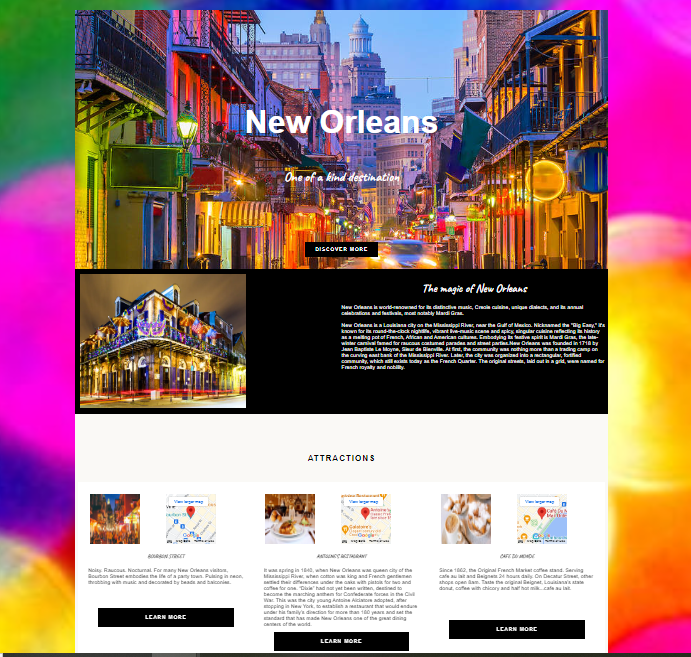 New Orleans
One of a kind destination
DISCOVER MORE
The magic of New Orleans
New Orleans is world-renowned for its distinctive music, Creole cuisine, unique dialects, and its annual
celebrations and festivals, most notably Mardi Gras.
New Orleans is a Louisiana city on the Mississippi River, near the Gulf of Mexico. Nicknamed the "Big Easy," it's
known for its round-the-clock nightlife, vibrant live-music scene and spicy, singular cuisine reflecting its history
as a melting pot of French, African and American cultures. Embodying its festive spirit is Mardi Gras, the late-
winter carnival famed for raucous costumed parades and street parties.New Orleans was founded in 1718 by
Jean Baptiste Le Moyne, Sieur de Bienville. At first, the community was nothing more than a trading camp on
the curving east bank of the Mississippi River. Later, the city was organized into a rectangular, fortified
community, which still exists today as the French Quarter. The original streets, laid out in a grid, were named for
French royalty and nobility.
ATTRACTIONS
View larger map
View larger map
View larger map
BOURBON STREET
ANTOINE'S RESTAURANT
CAFE DU MONDE
Noisy. Raucous. Nocturnal. For many New Orleans visitors,
Bourbon Street embodies the life of a party town. Pulsing in neon,
throbbing with music and decorated by beads and balconies.
LEARN MORE
It was spring in 1840, when New Orleans was queen city of the
Mississippi River, when cotton was king and French gentlemen
settled their differences under the oaks with pistols for two and
coffee for one. "Dixie" had not yet been written, destined to
become the marching anthem for Confederate forces in the Civil
War. This was the city young Antoine Alciatore adopted, after
stopping in New York, to establish a restaurant that would endure
under his family's direction for more than 180 years and set the
standard that has made New Orleans one of the great dining
centers of the world.
LEARN MORE
Since 1862, the Original French Market coffee stand. Serving
cafe au lait and Beignets 24 hours daily. On Decatur Street, other
shops open 8am. Taste the original Beignet, Louisiana's state
donut, coffee with chicory and half hot milk...cafe au lait.
LEARN MORE